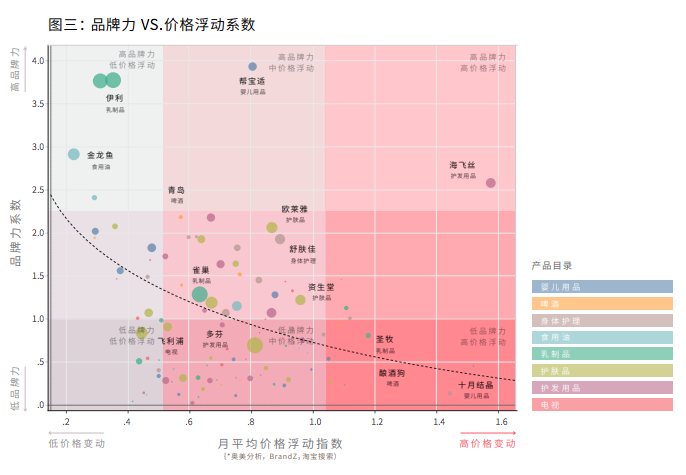 图三：品牌力 VS.价格浮动系数
高品牌力
低价格浮动
高品牌力
中价格浮动
高品牌力
高价格浮动
高品牌力
品牌力系数
低品牌力
4.0
3.5
3.0
2.5
2.0
1.5
1.0
.5
.0
帮宝适
婴儿用品
伊利
乳制品
金龙鱼
食用油
海飞丝
护发用品
青岛
啤酒
欧莱雅
护肤品
舒肤佳
身体护理
雀巢
乳制品
资生堂
护肤品
低品牌力
低价格浮动
飞利浦
电视
多芬
护发用品
低品牌力
中价格浮动
圣牧
乳制品
低品牌力
高价格浮动
酿酒狗
啤酒
十月结晶
婴儿用品
.2
.4
.6
.8
1.0
1.2
1.4
1.6
低价格变动
月平均价格浮动指数
高价格变动
(*奥美分析，BrandZ，淘宝搜索)
产品目录
婴儿用品
啤酒
身体护理
食用油
乳制品
护肤品
护发用品
电视